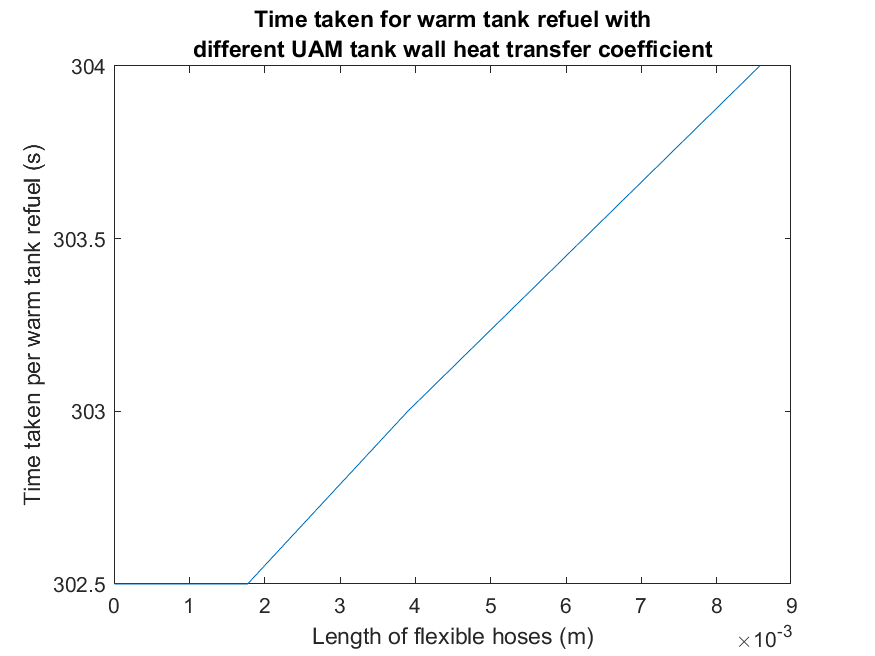 Time taken for warm tank refuel with
different UAM tank wall heat transfer coefficient
Time taken per warm tank refuel (s)
304
303.5
303
302.5
0 1 2 3 4 5 6 7 8 9
Length of flexible hoses (m)
×10⁻³